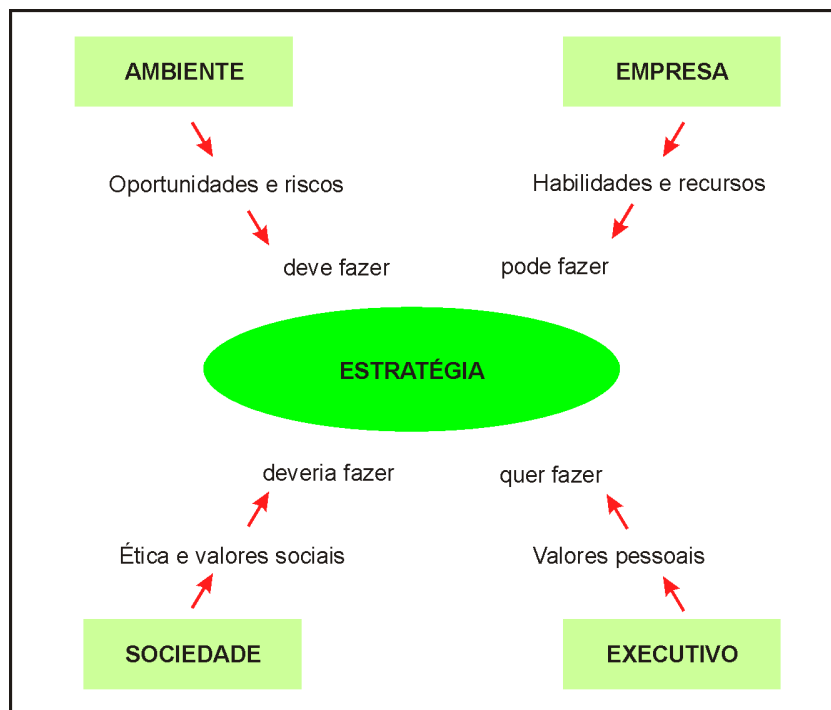 AMBIENTE
EMPRESA
Oportunidades e riscos
Habilidades e recursos
deve fazer
pode fazer
ESTRATÉGIA
deveria fazer
quer fazer
Ética e valores sociais
Valores pessoais
SOCIEDADE
EXECUTIVO